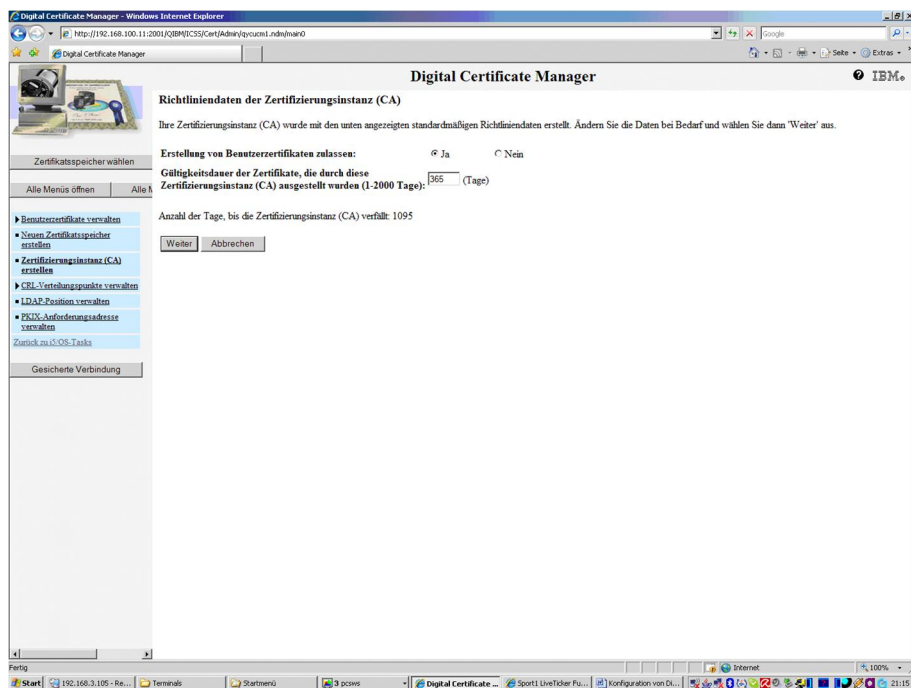 Digital Certificate Manager - Windows Internet Explorer
http://192.168.100.11:2001/QIBM/ICSS/Cert/Admin/qycucm1.ndm/main0
Google
Digital Certificate Manager
Seite
Extras
Digital Certificate Manager
IBM
Richtliniendaten der Zertifizierungsinstanz (CA)
Ihre Zertifizierungsinstanz (CA) wurde mit den unten angezeigten standardmäßigen Richtliniendaten erstellt. Ändern Sie die Daten bei Bedarf und wählen Sie dann 'Weiter' aus.
Erstellung von Benutzerzertifikaten zulassen: Ja Nein
Gültigkeitsdauer der Zertifikate, die durch diese
Zertifizierungsinstanz (CA) ausgestellt wurden (1-2000 Tage): 365 (Tage)
Anzahl der Tage, bis die Zertifizierungsinstanz (CA) verfällt: 1095
Weiter Abbrechen
Zertifikatsspeicher wählen
Alle Menüs öffnen Alle
Benutzerzertifikate verwalten
Neuen Zertifikatsspeicher
erstellen
Zertifizierungsinstanz (CA)
erstellen
CRL-Verteilungspunkte verwalten
LDAP-Position verwalten
PKIX-Anforderungsadresse
verwalten
Zurück zu i5/OS-Tasks
Gesicherte Verbindung
Fertig
Internet
100%
Start 192.168.3.105 - Re... Terminals Startmenü 3 pcsws Digital Certificate ... Sport1 LiveTicker Fu... Konfiguration von Di... 21:15